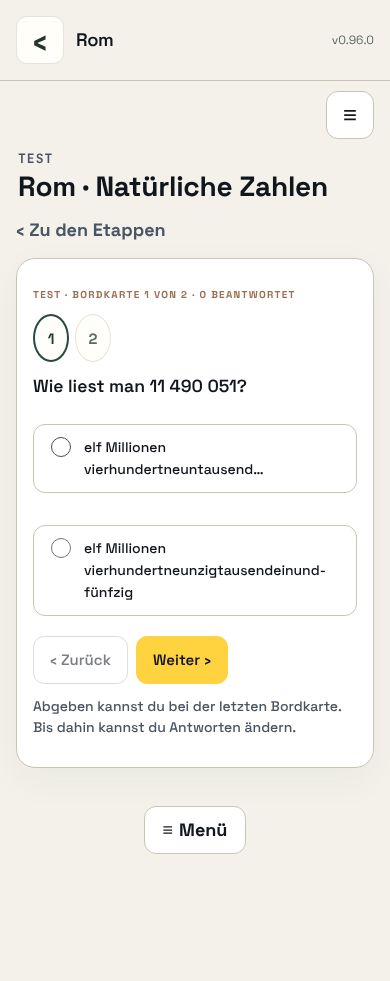 <
Rom
v0.96.0
≡
TEST
Rom · Natürliche Zahlen
< Zu den Etappen
TEST · BORDKARTE 1 VON 2 · 0 BEANTWORTET
1 2
Wie liest man 11 490 051?
elf Millionen
vierhundertneuntausend…
elf Millionen
vierhundertneunzigtausendeinund-
fünfzig
< Zurück Weiter >
Abgeben kannst du bei der letzten Bordkarte.
Bis dahin kannst du Antworten ändern.
≡ Menü